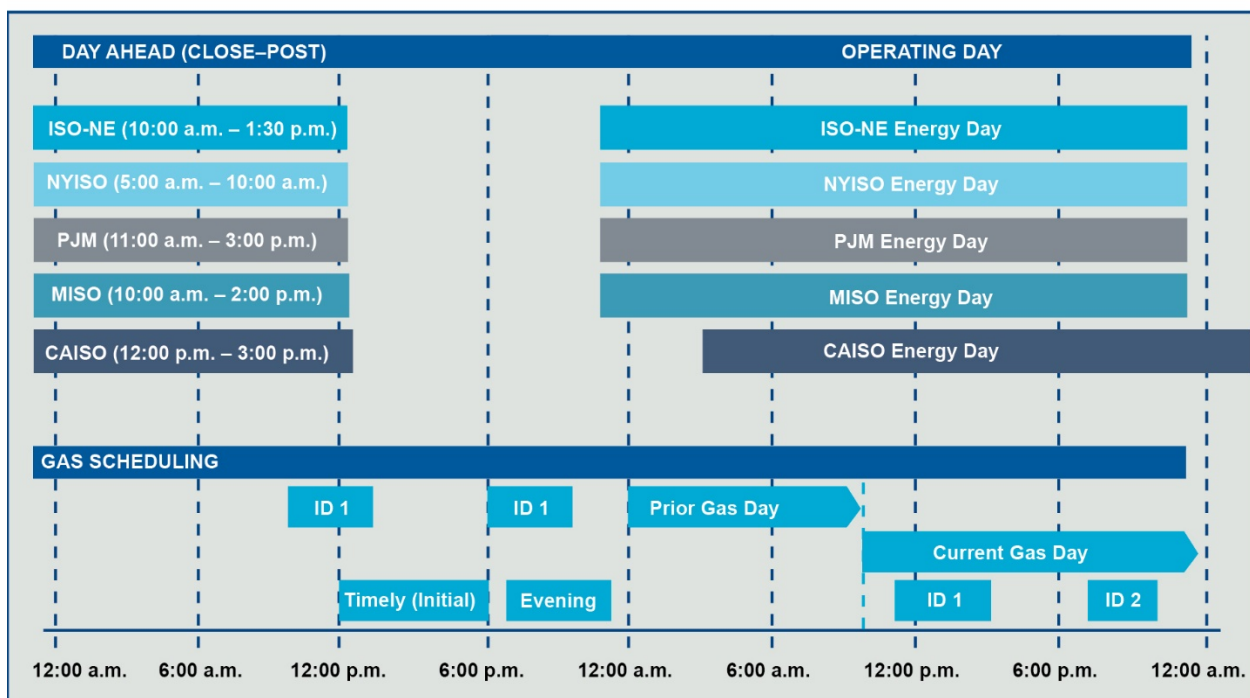 DAY AHEAD (CLOSE–POST)
OPERATING DAY
ISO-NE (10:00 a.m. – 1:30 p.m.)
ISO-NE Energy Day
NYISO (5:00 a.m. – 10:00 a.m.)
NYISO Energy Day
PJM (11:00 a.m. – 3:00 p.m.)
PJM Energy Day
MISO (10:00 a.m. – 2:00 p.m.)
MISO Energy Day
CAISO (12:00 p.m. – 3:00 p.m.)
CAISO Energy Day
GAS SCHEDULING
ID 1
ID 1
Prior Gas Day
Current Gas Day
Timely (Initial)
Evening
ID 1
ID 2
12:00 a.m.
6:00 a.m.
12:00 p.m.
6:00 p.m.
12:00 a.m.
6:00 a.m.
12:00 p.m.
6:00 p.m.
12:00 a.m.